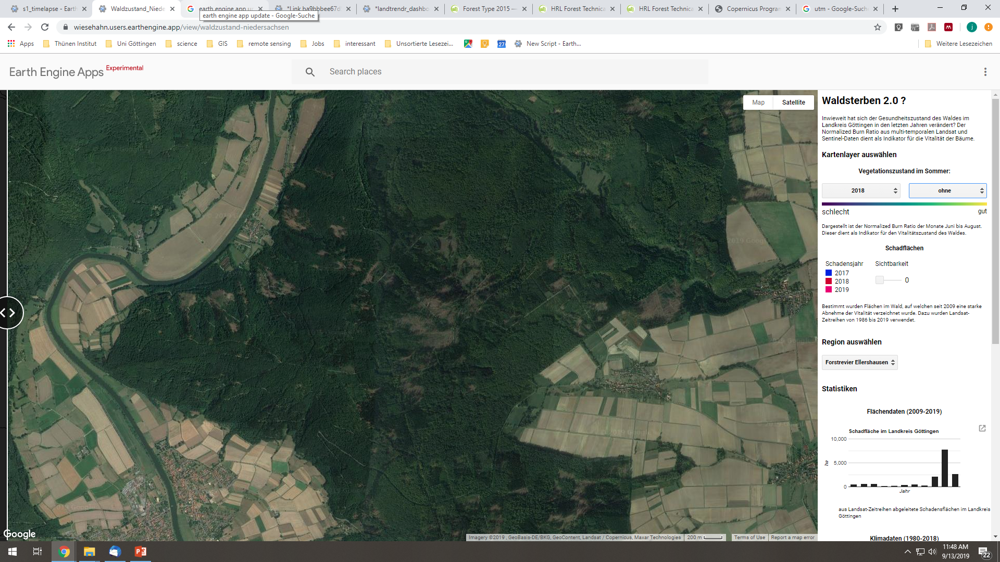 s1_timelapse - Earth
Waldzustand_Niede
earth engine app up
*Link ba9bbbee67d
*landtrendr_dashbo
Forest Type 2015 —
HRL Forest Technica
HRL Forest Technica
Copernicus Program
utm - Google-Suche
earth engine app update - Google-Suche
wiesehahn.users.earthengine.app/view/waldzustand-niedersachsen
Apps
Thünen Institut
Uni Göttingen
science
GIS
remote sensing
Jobs
interessant
Unsortierte Lesezei...
27
New Script - Earth...
Weitere Lesezeichen
Earth Engine Apps Experimental
Search places
Map
Satellite
Waldsterben 2.0 ?
Inwieweit hat sich der Gesundheitszustand des Waldes im
Landkreis Göttingen in den letzten Jahren verändert? Der
Normalized Burn Ratio aus multi-temporalen Landsat und
Sentinel-Daten dient als Indikator für die Vitalität der Bäume.
Kartenlayer auswählen
Vegetationszustand im Sommer:
2018
ohne
schlecht
gut
Dargestellt ist der Normalized Burn Ratio der Monate Juni bis August.
Dieser dient als Indikator für den Vitalitätszustand des Waldes.
Schadflächen
Schadensjahr
Sichtbarkeit
2017
2018
2019
0
Bestimmt wurden Flächen im Wald, auf welchen seit 2009 eine starke
Abnehme der Vitalität verzeichnet wurde. Dazu wurden Landsat-
Zeitreihen von 1986 bis 2019 verwendet.
Region auswählen
Forstrevier Ellershausen
Statistiken
Flächendaten (2009-2019)
Schadfläche im Landkreis Göttingen
10,000
5,000
0
ha
Jahr
aus Landsat-Zeitreihen abgeleitete Schadensflächen im Landkreis
Göttingen
Klimadaten (1980-2018)
Google
Imagery ©2019 , GeoBasis-DE/BKG, GeoContent, Landsat / Copernicus, Maxar Technologies
200 m
Terms of Use
Report a map error
11:48 AM
9/13/2019
22